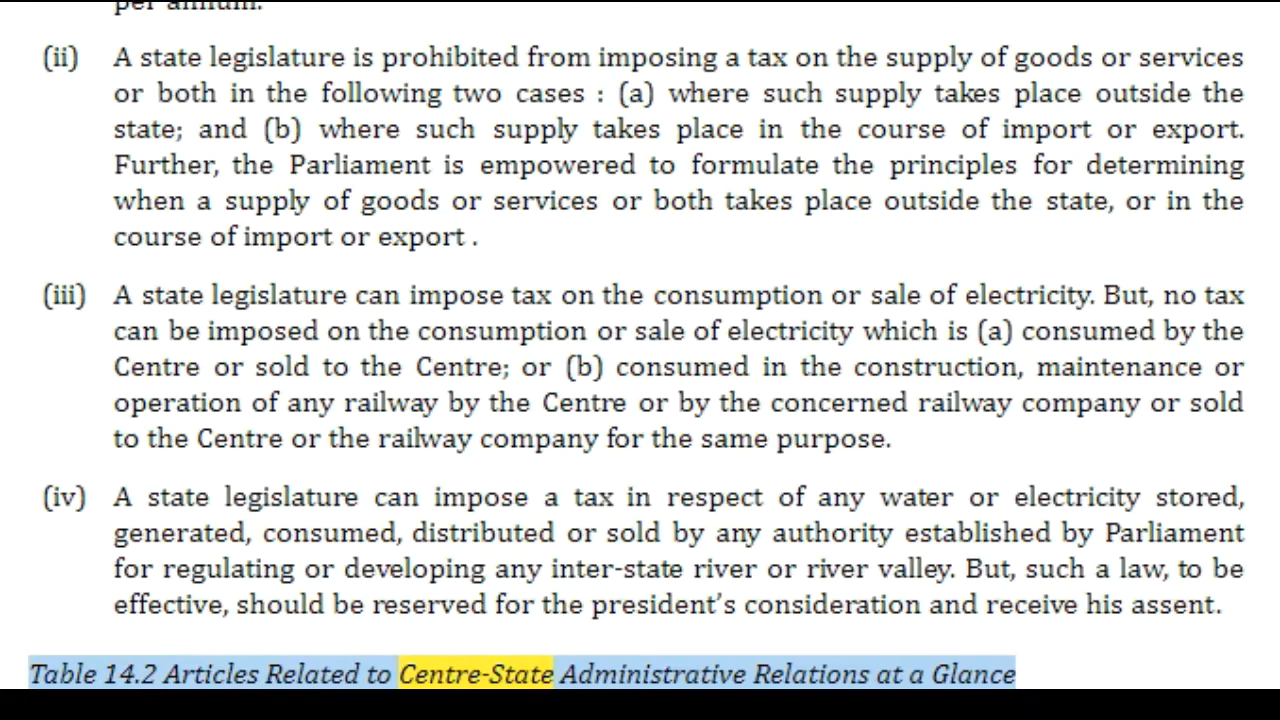 per annum.
(ii) A state legislature is prohibited from imposing a tax on the supply of goods or services
or both in the following two cases : (a) where such supply takes place outside the
state; and (b) where such supply takes place in the course of import or export.
Further, the Parliament is empowered to formulate the principles for determining
when a supply of goods or services or both takes place outside the state, or in the
course of import or export .
(iii) A state legislature can impose tax on the consumption or sale of electricity. But, no tax
can be imposed on the consumption or sale of electricity which is (a) consumed by the
Centre or sold to the Centre; or (b) consumed in the construction, maintenance or
operation of any railway by the Centre or by the concerned railway company or sold
to the Centre or the railway company for the same purpose.
(iv) A state legislature can impose a tax in respect of any water or electricity stored,
generated, consumed, distributed or sold by any authority established by Parliament
for regulating or developing any inter-state river or river valley. But, such a law, to be
effective, should be reserved for the president’s consideration and receive his assent.
Table 14.2 Articles Related to Centre-State Administrative Relations at a Glance